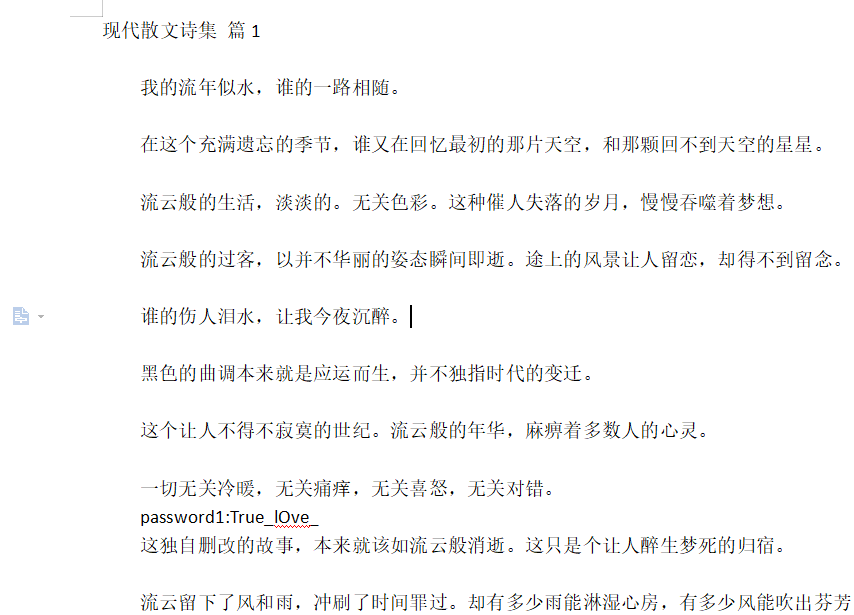 现代散文诗集 篇1
我的流年似水，谁的一路相随。
在这个充满遗忘的季节，谁又在回忆最初的那片天空，和那颗回不到天空的星星。
流云般的生活，淡淡的。无关色彩。这种催人失落的岁月，慢慢吞噬着梦想。
流云般的过客，以并不华丽的姿态瞬间即逝。途上的风景让人留恋，却得不到留念。
谁的伤人泪水，让我今夜沉醉。
黑色的曲调本来就是应运而生，并不独指时代的变迁。
这个让人不得不寂寞的世纪。流云般的年华，麻痹着多数人的心灵。
一切无关冷暖，无关痛痒，无关喜怒，无关对错。
password1:True_lOve_
这独自删改的故事，本来就该如流云般消逝。这只是个让人醉生梦死的归宿。
流云留下了风和雨，冲刷了时间罪过。却有多少雨能淋湿心房，有多少风能吹出芬芳